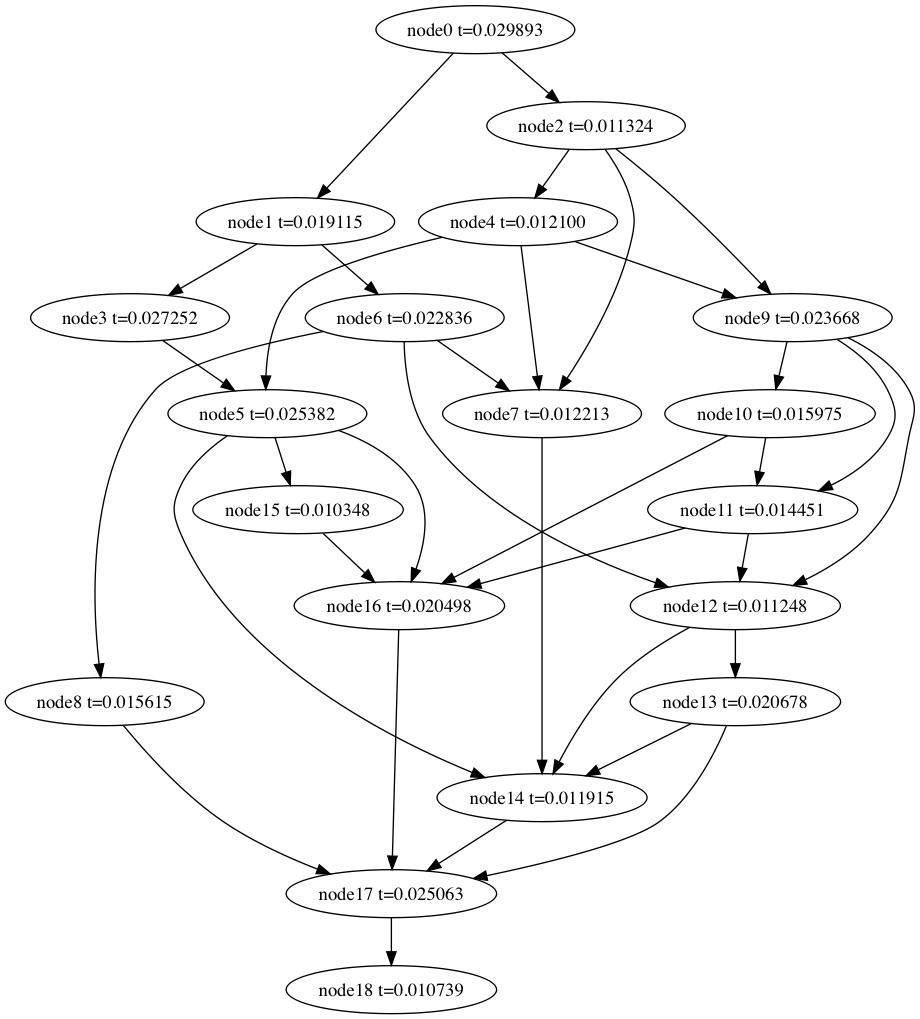 node0 t=0.029893
node2 t=0.011324
node1 t=0.019115
node4 t=0.012100
node3 t=0.027252
node6 t=0.022836
node9 t=0.023668
node5 t=0.025382
node7 t=0.012213
node10 t=0.015975
node15 t=0.010348
node11 t=0.014451
node16 t=0.020498
node12 t=0.011248
node8 t=0.015615
node13 t=0.020678
node14 t=0.011915
node17 t=0.025063
node18 t=0.010739